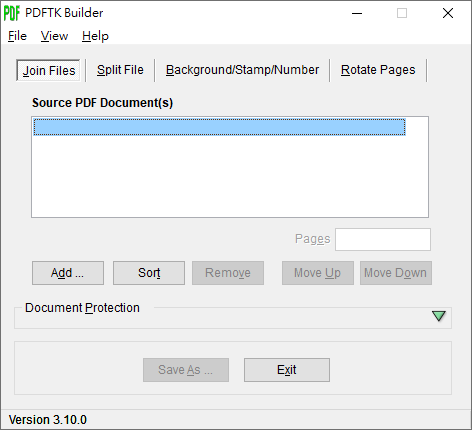 PDF PDFTK Builder
File View Help
Join Files Split File Background/Stamp/Number Rotate Pages
Source PDF Document(s)
Pages
Add ... Sort Remove Move Up Move Down
Document Protection
Save As ... Exit
Version 3.10.0